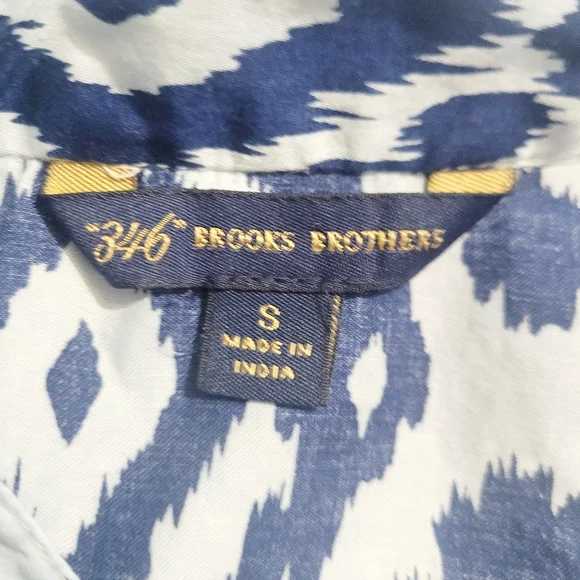 "346" BROOKS BROTHERS
S
MADE IN
INDIA